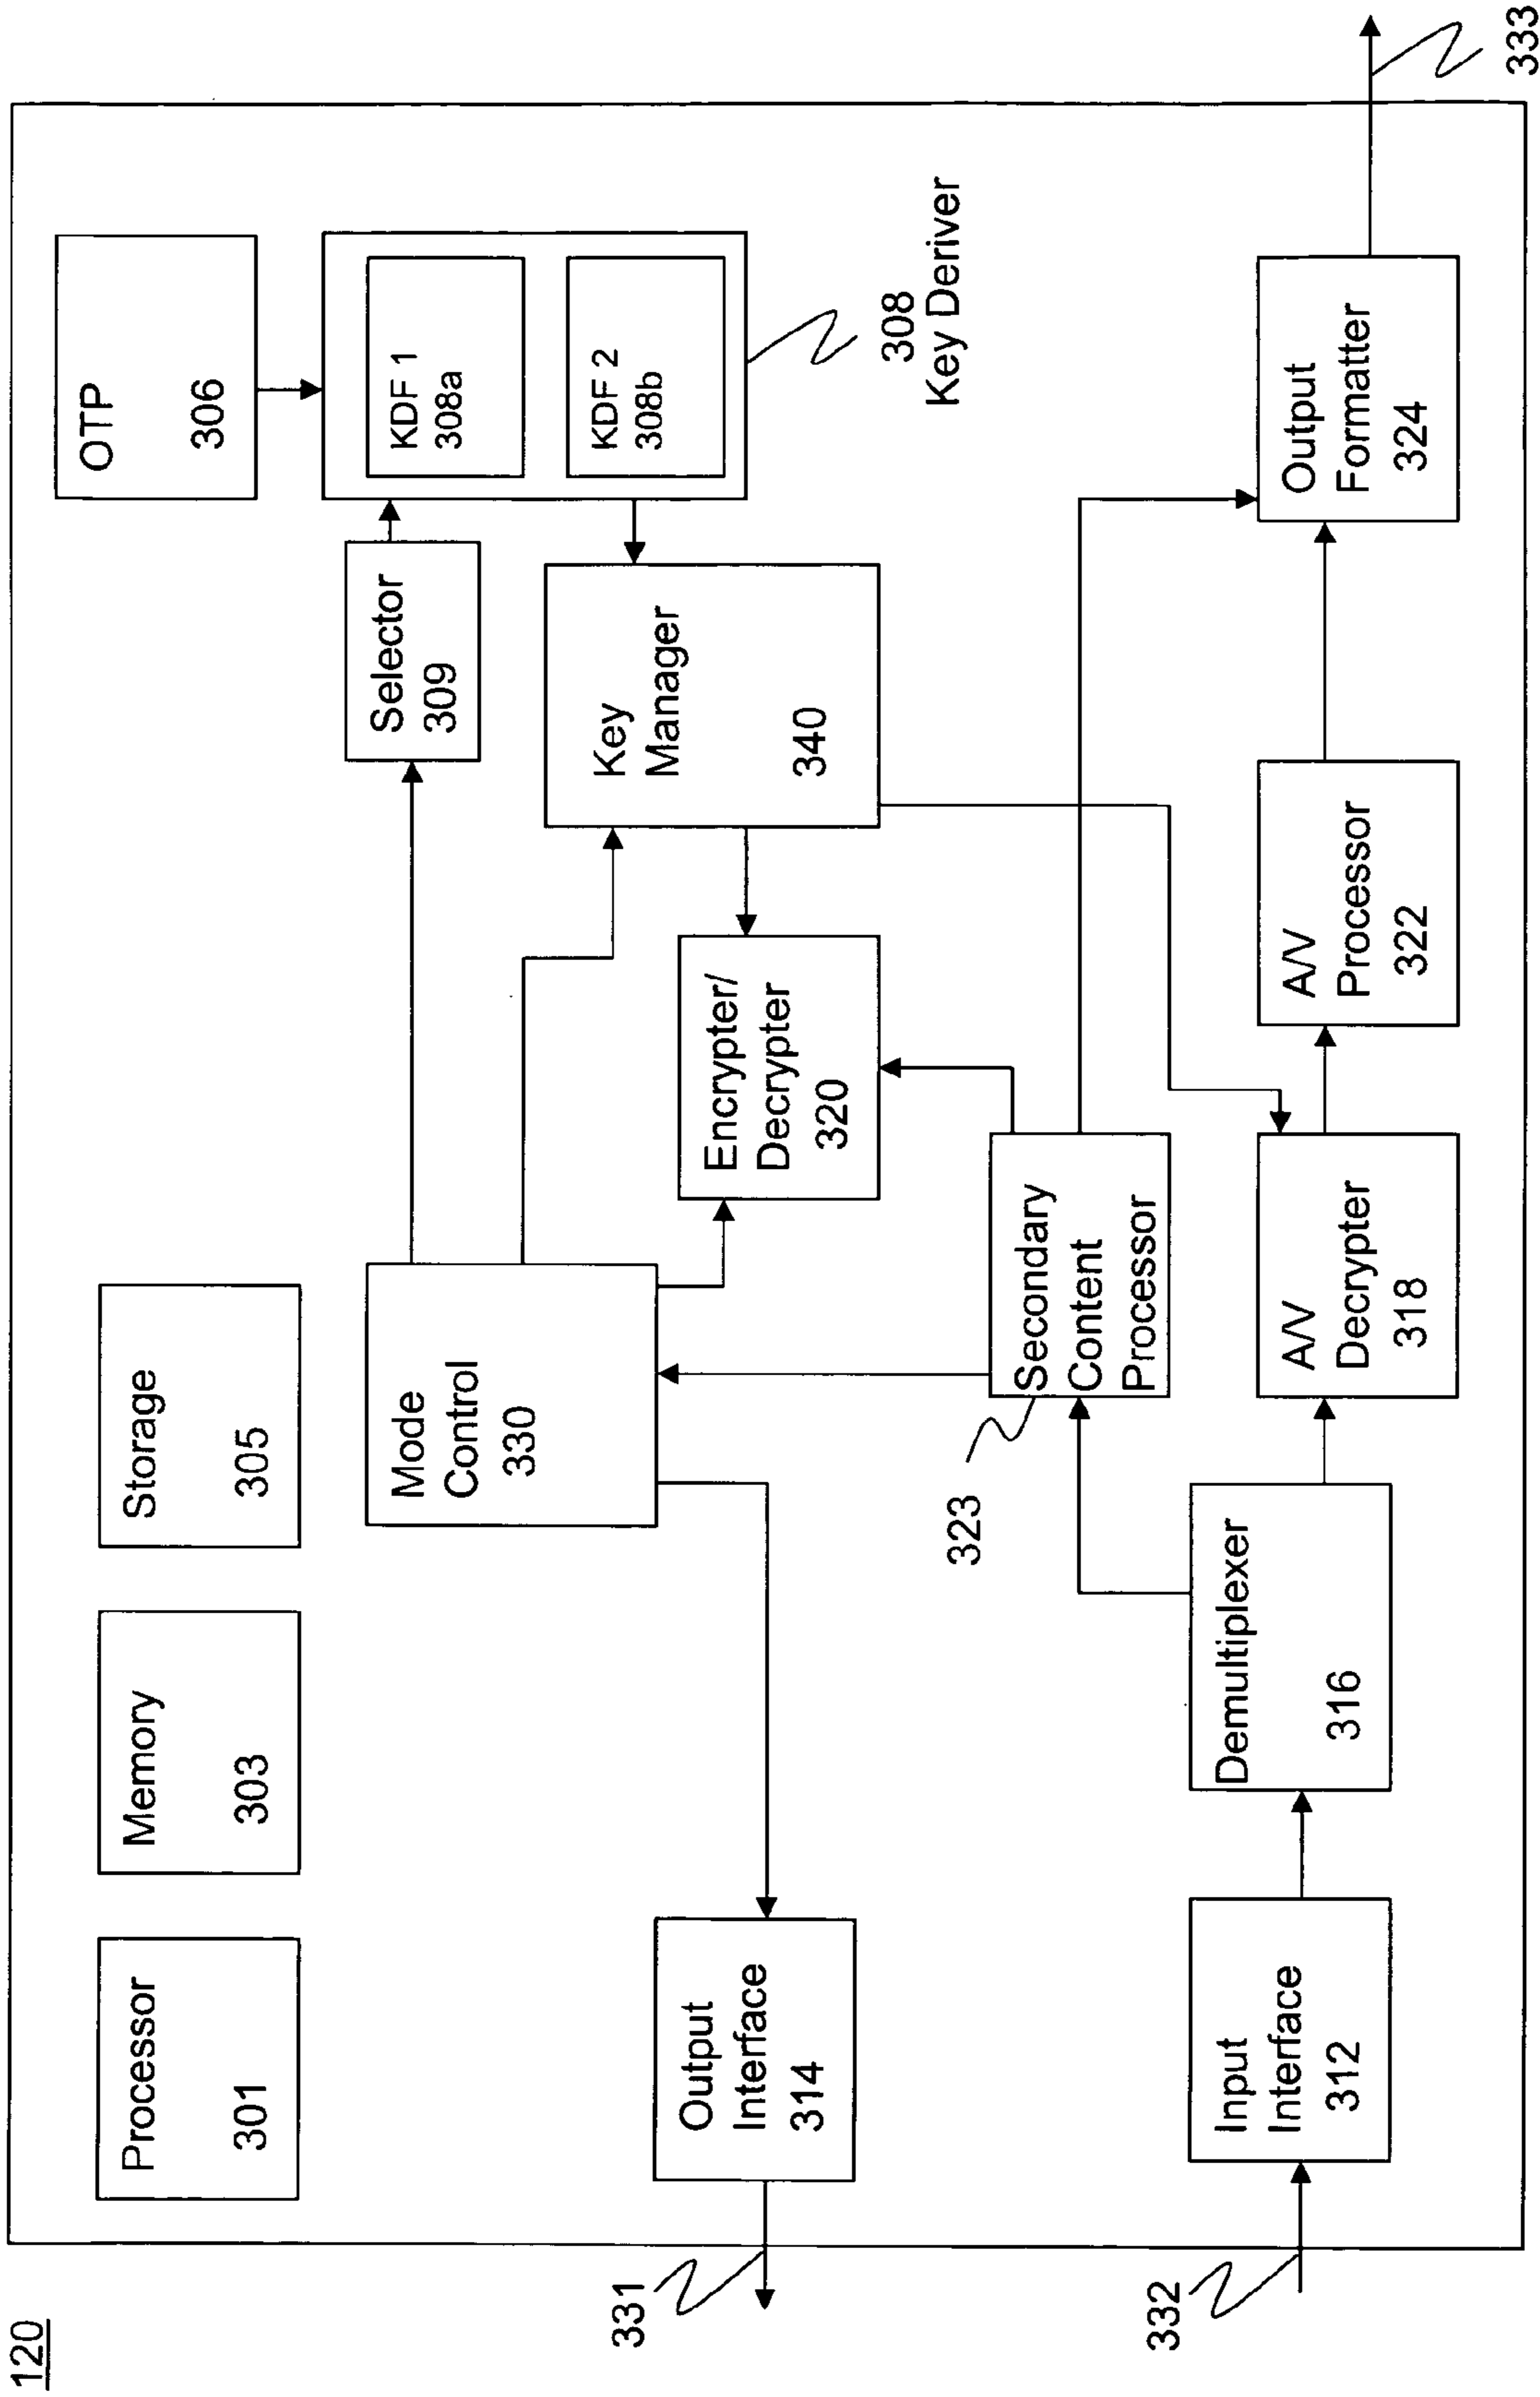 120
Processor
301
Memory
303
Storage
305
OTP
306
Mode
Control
330
Selector
309
KDF 1
308a
KDF 2
308b
308
Key Deriver
Key
Manager
340
Output
Interface
314
331
Encrypter/
Decrypter
320
323
Secondary
Content
Processor
332
Input
Interface
312
Demultiplexer
316
A/V
Decrypter
318
A/V
Processor
322
Output
Formatter
324
333